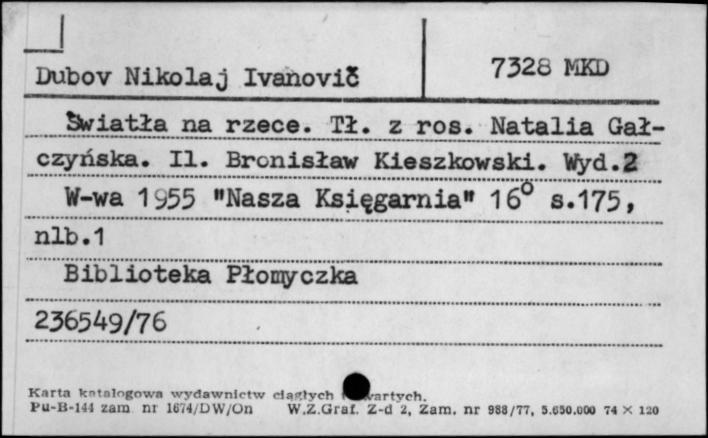 Dubov Nikolaj Ivanovič
7328 MKD
Światła na rzece. Tł. z ros. Natalia Gał-
czyńska. Il. Bronisław Kieszkowski. Wyd.2
W-wa 1955 "Nasza Księgarnia" 16° s.175,
nlb.1
Biblioteka Płomyczka
236549/76
Karta katalogowa wydawnictw ciągłych
Pu-B-144 zam nr 1674/DW/On W.Z.Graf. Z-d 2, Zam. nr 988/77, 5.650.000 74 × 120